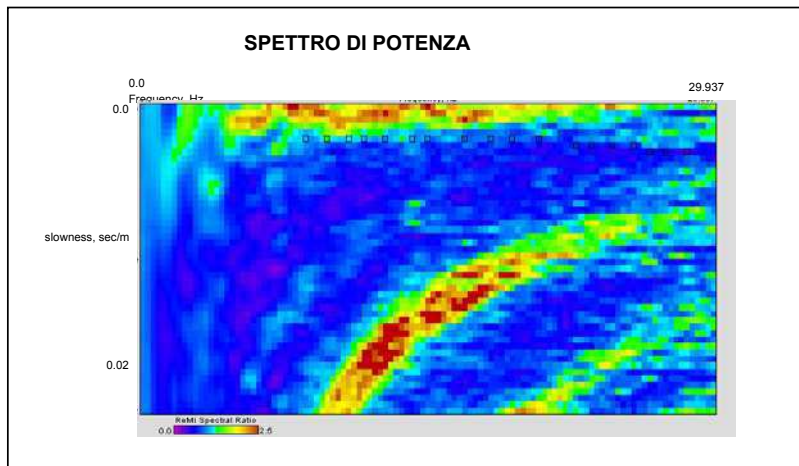 SPETTRO DI POTENZA
0.0
29.937
Frequency, Hz
0.0
slowness, sec/m
0.02
ReMi Spectral Ratio
0.0 2.5